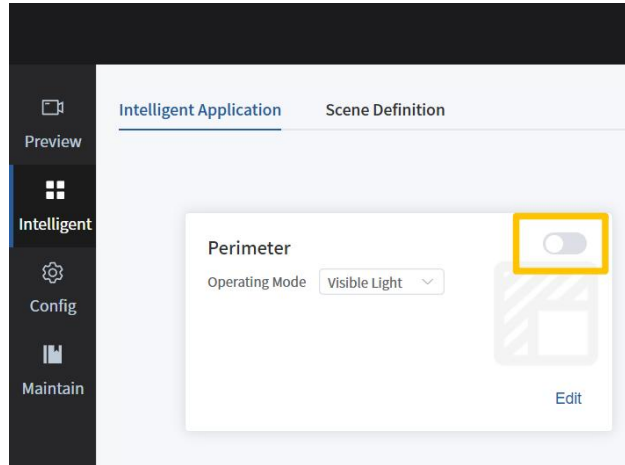 Preview
Intelligent
Config
Maintain
Intelligent Application Scene Definition
Perimeter
Operating Mode Visible Light
Edit